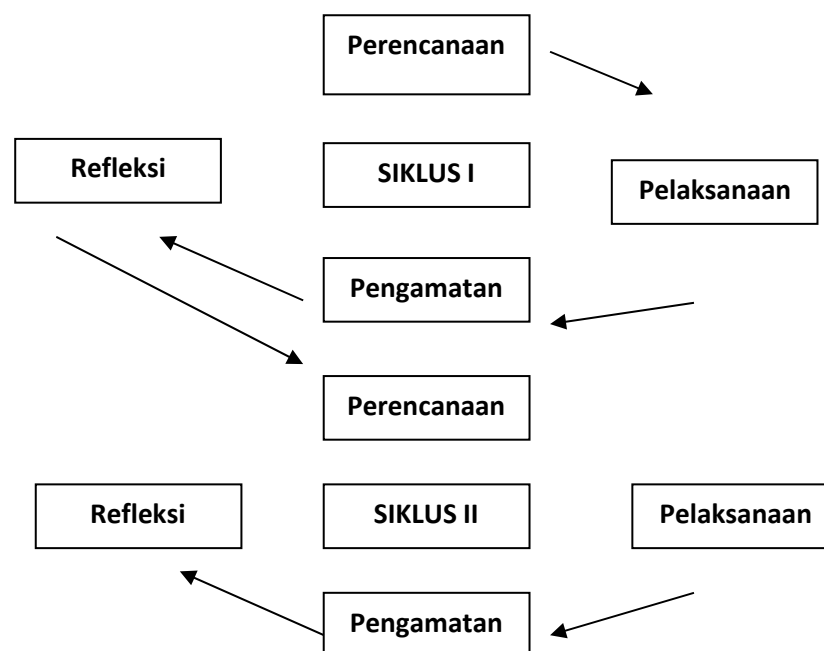 Perencanaan
Refleksi
SIKLUS I
Pelaksanaan
Pengamatan
Perencanaan
Refleksi
SIKLUS II
Pelaksanaan
Pengamatan